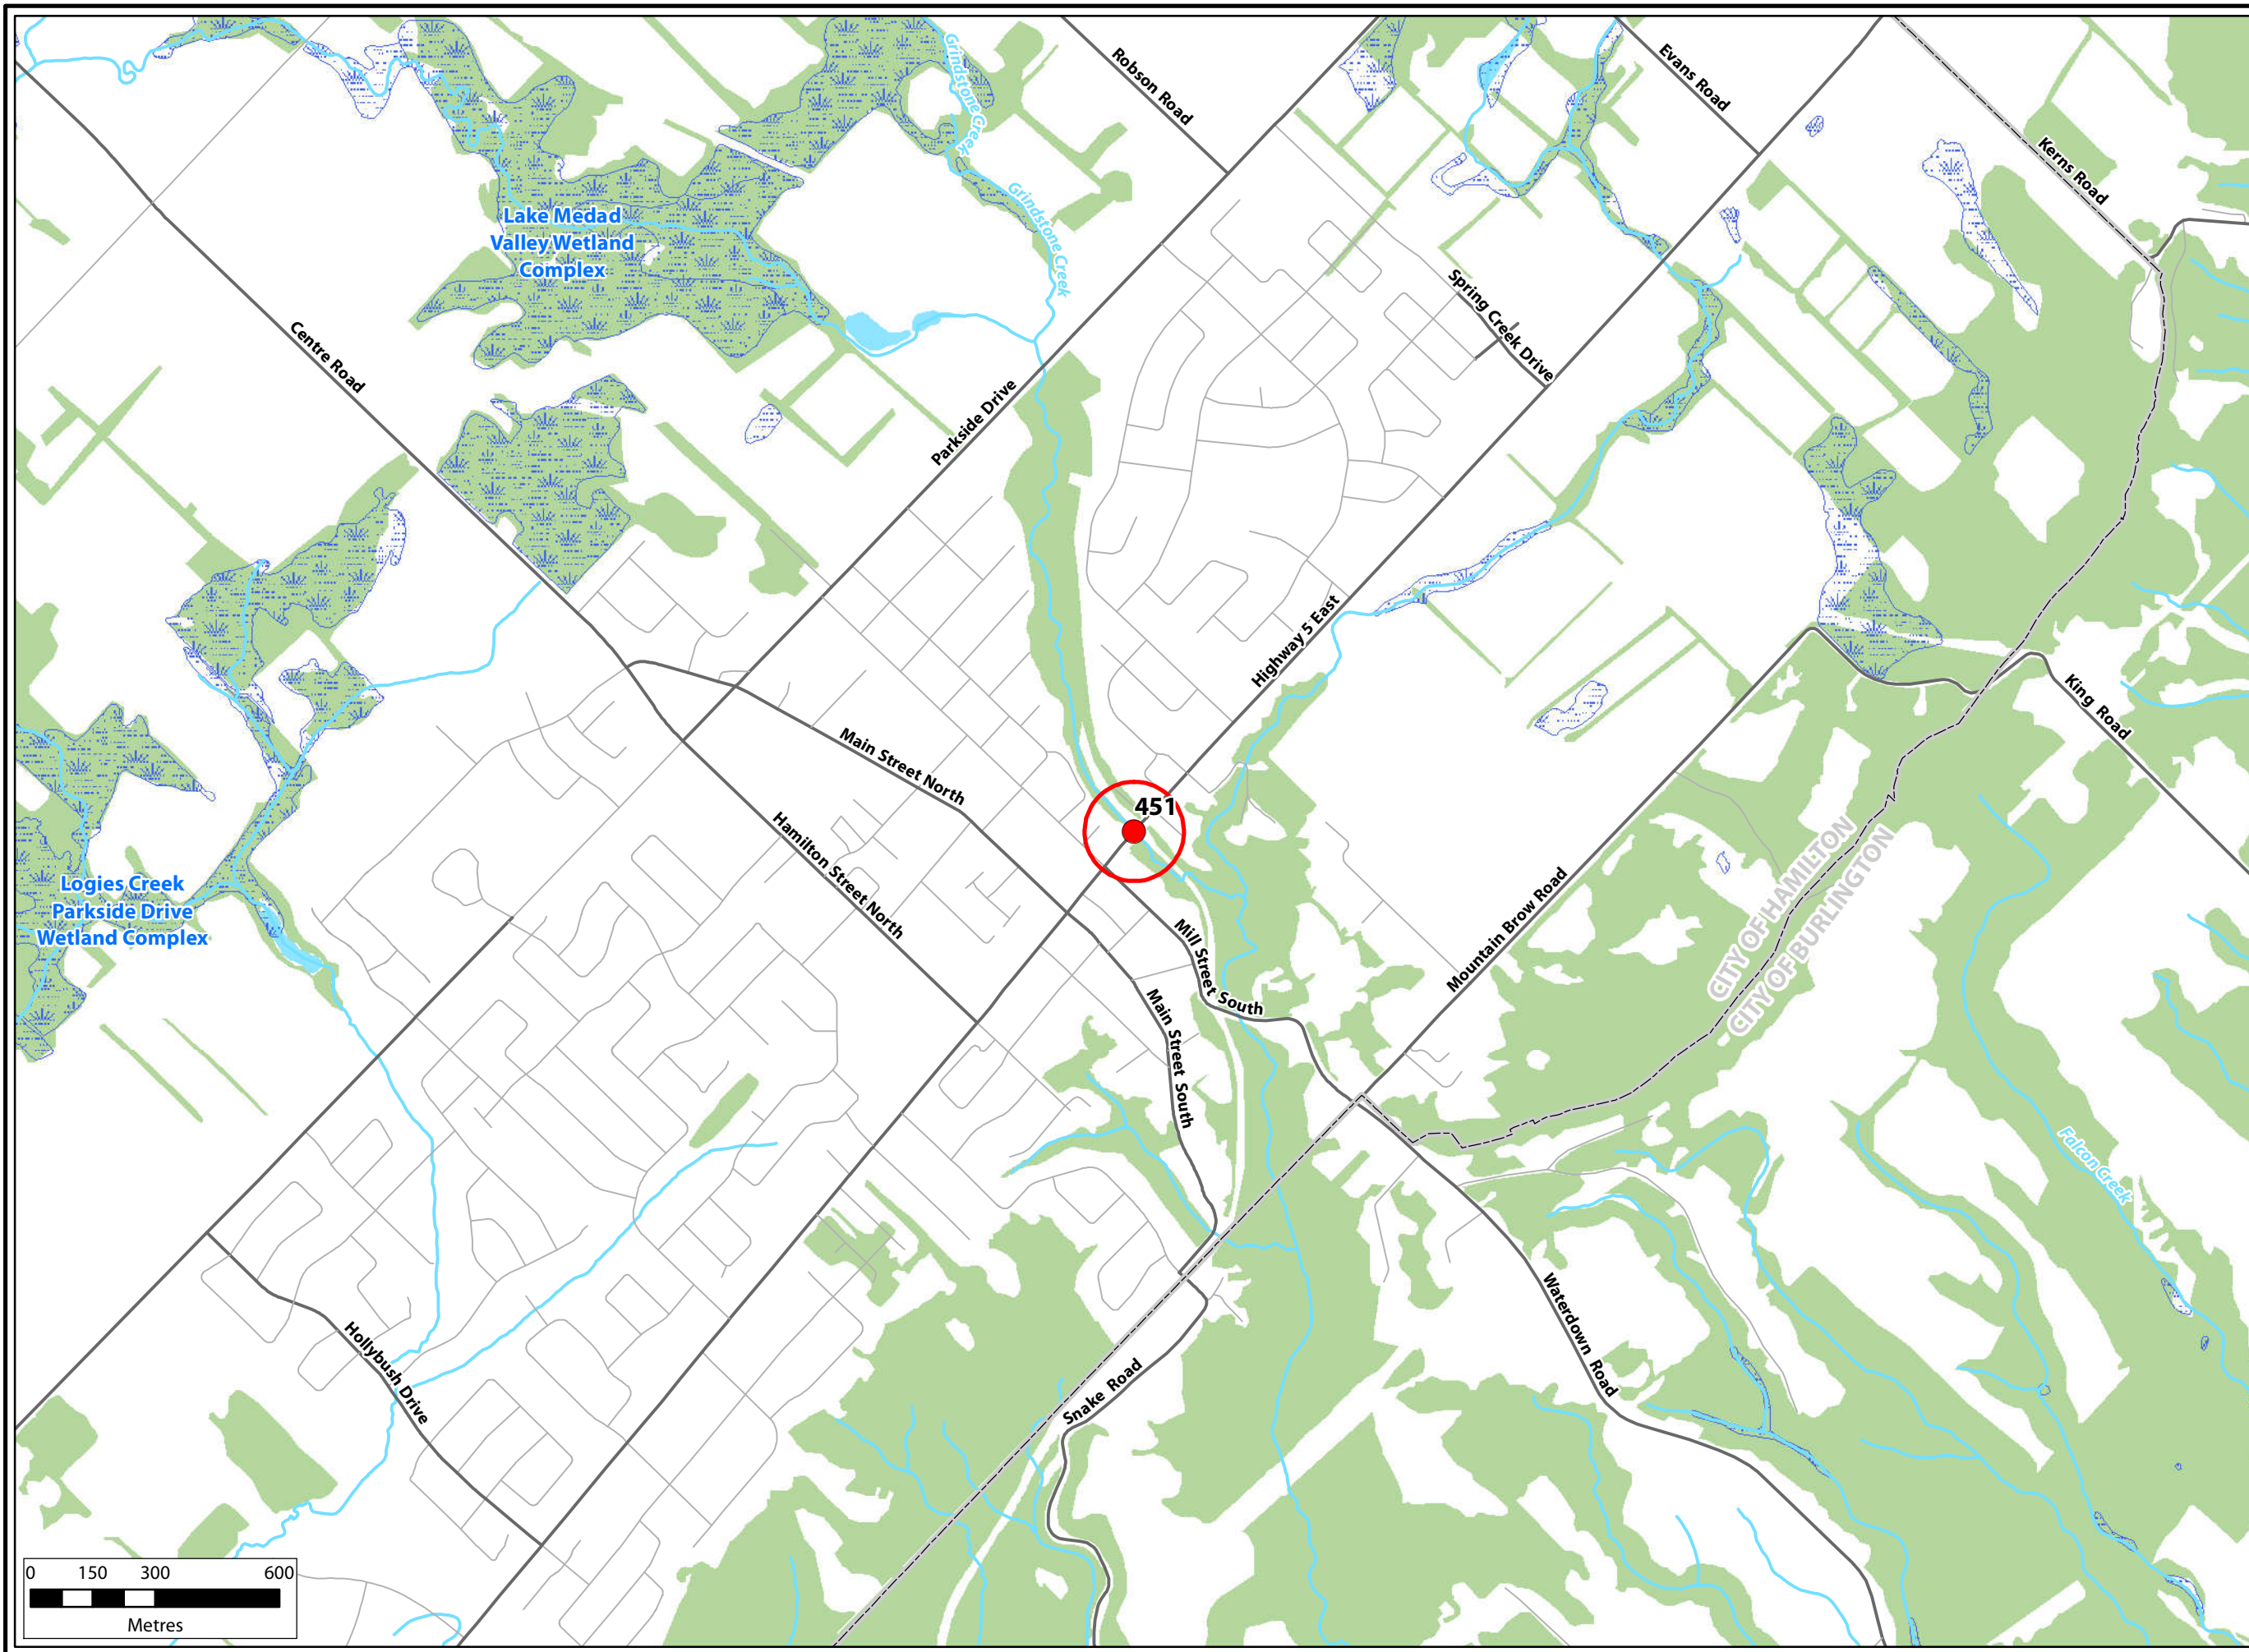 Grindstone Creek
Robson Road
Evans Road
Kerns Road
Lake Medad
Valley Wetland
Complex
Grindstone Creek
Spring Creek Drive
Centre Road
Parkside Drive
Highway 5 East
King Road
Main Street North
451
Hamilton Street North
CITY OF HAMILTON
CITY OF BURLINGTON
Logies Creek
Parkside Drive
Wetland Complex
Mountain Brow Road
Mill Street South
Main Street South
Falcon Creek
Waterdown Road
Hollybush Drive
Snake Road
0 150 300 600
Metres